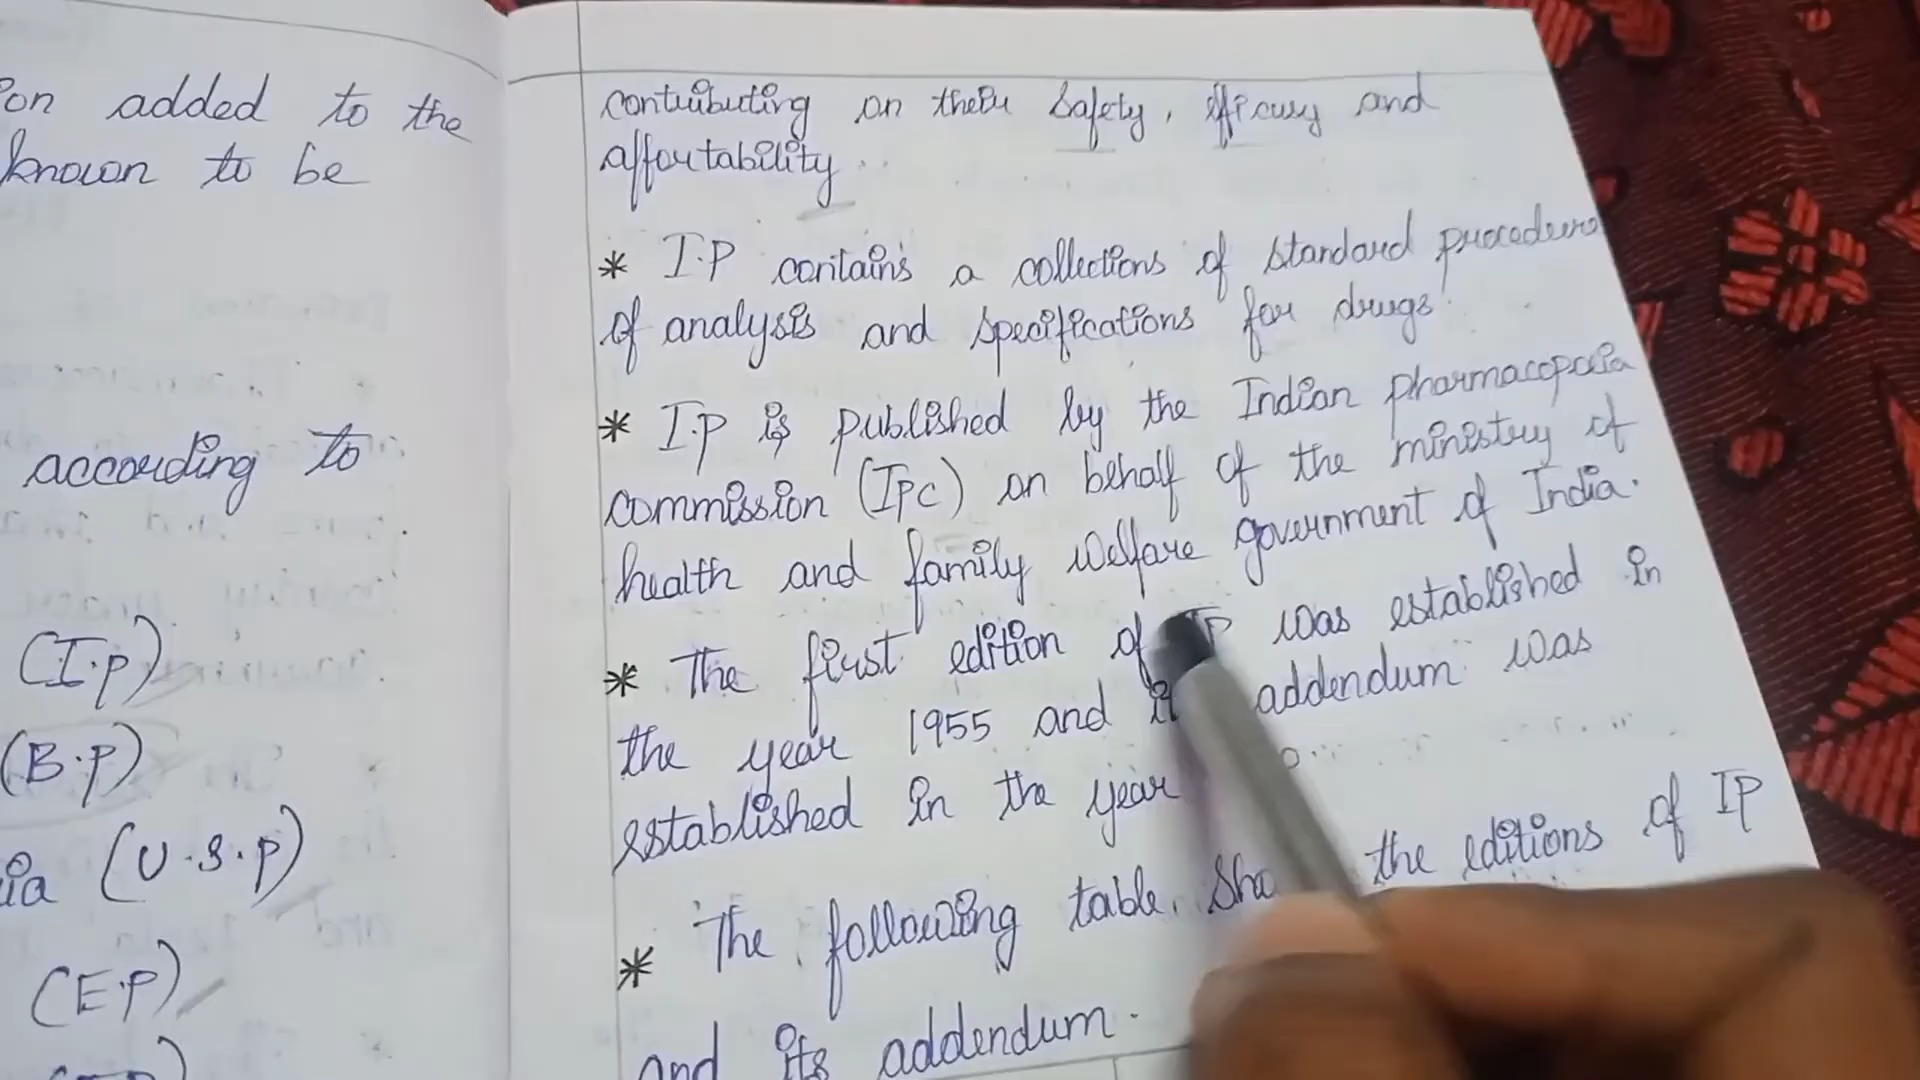 on added to the
known to be
according to
(I.P)
(B.P)
ia (U.S.P)
(E.P)
contributing on their safety, efficacy and
affortability
* I.P contains a collections of standard procedures
of analysis and specifications for drugs
* I.P is published by the Indian pharmacopoeia
commission (IPC) on behalf of the ministry of
health and family welfare government of India.
* The first edition of IP was established in
the year 1955 and addendum was
established in the year
* The following table the editions of IP
and its addendum.